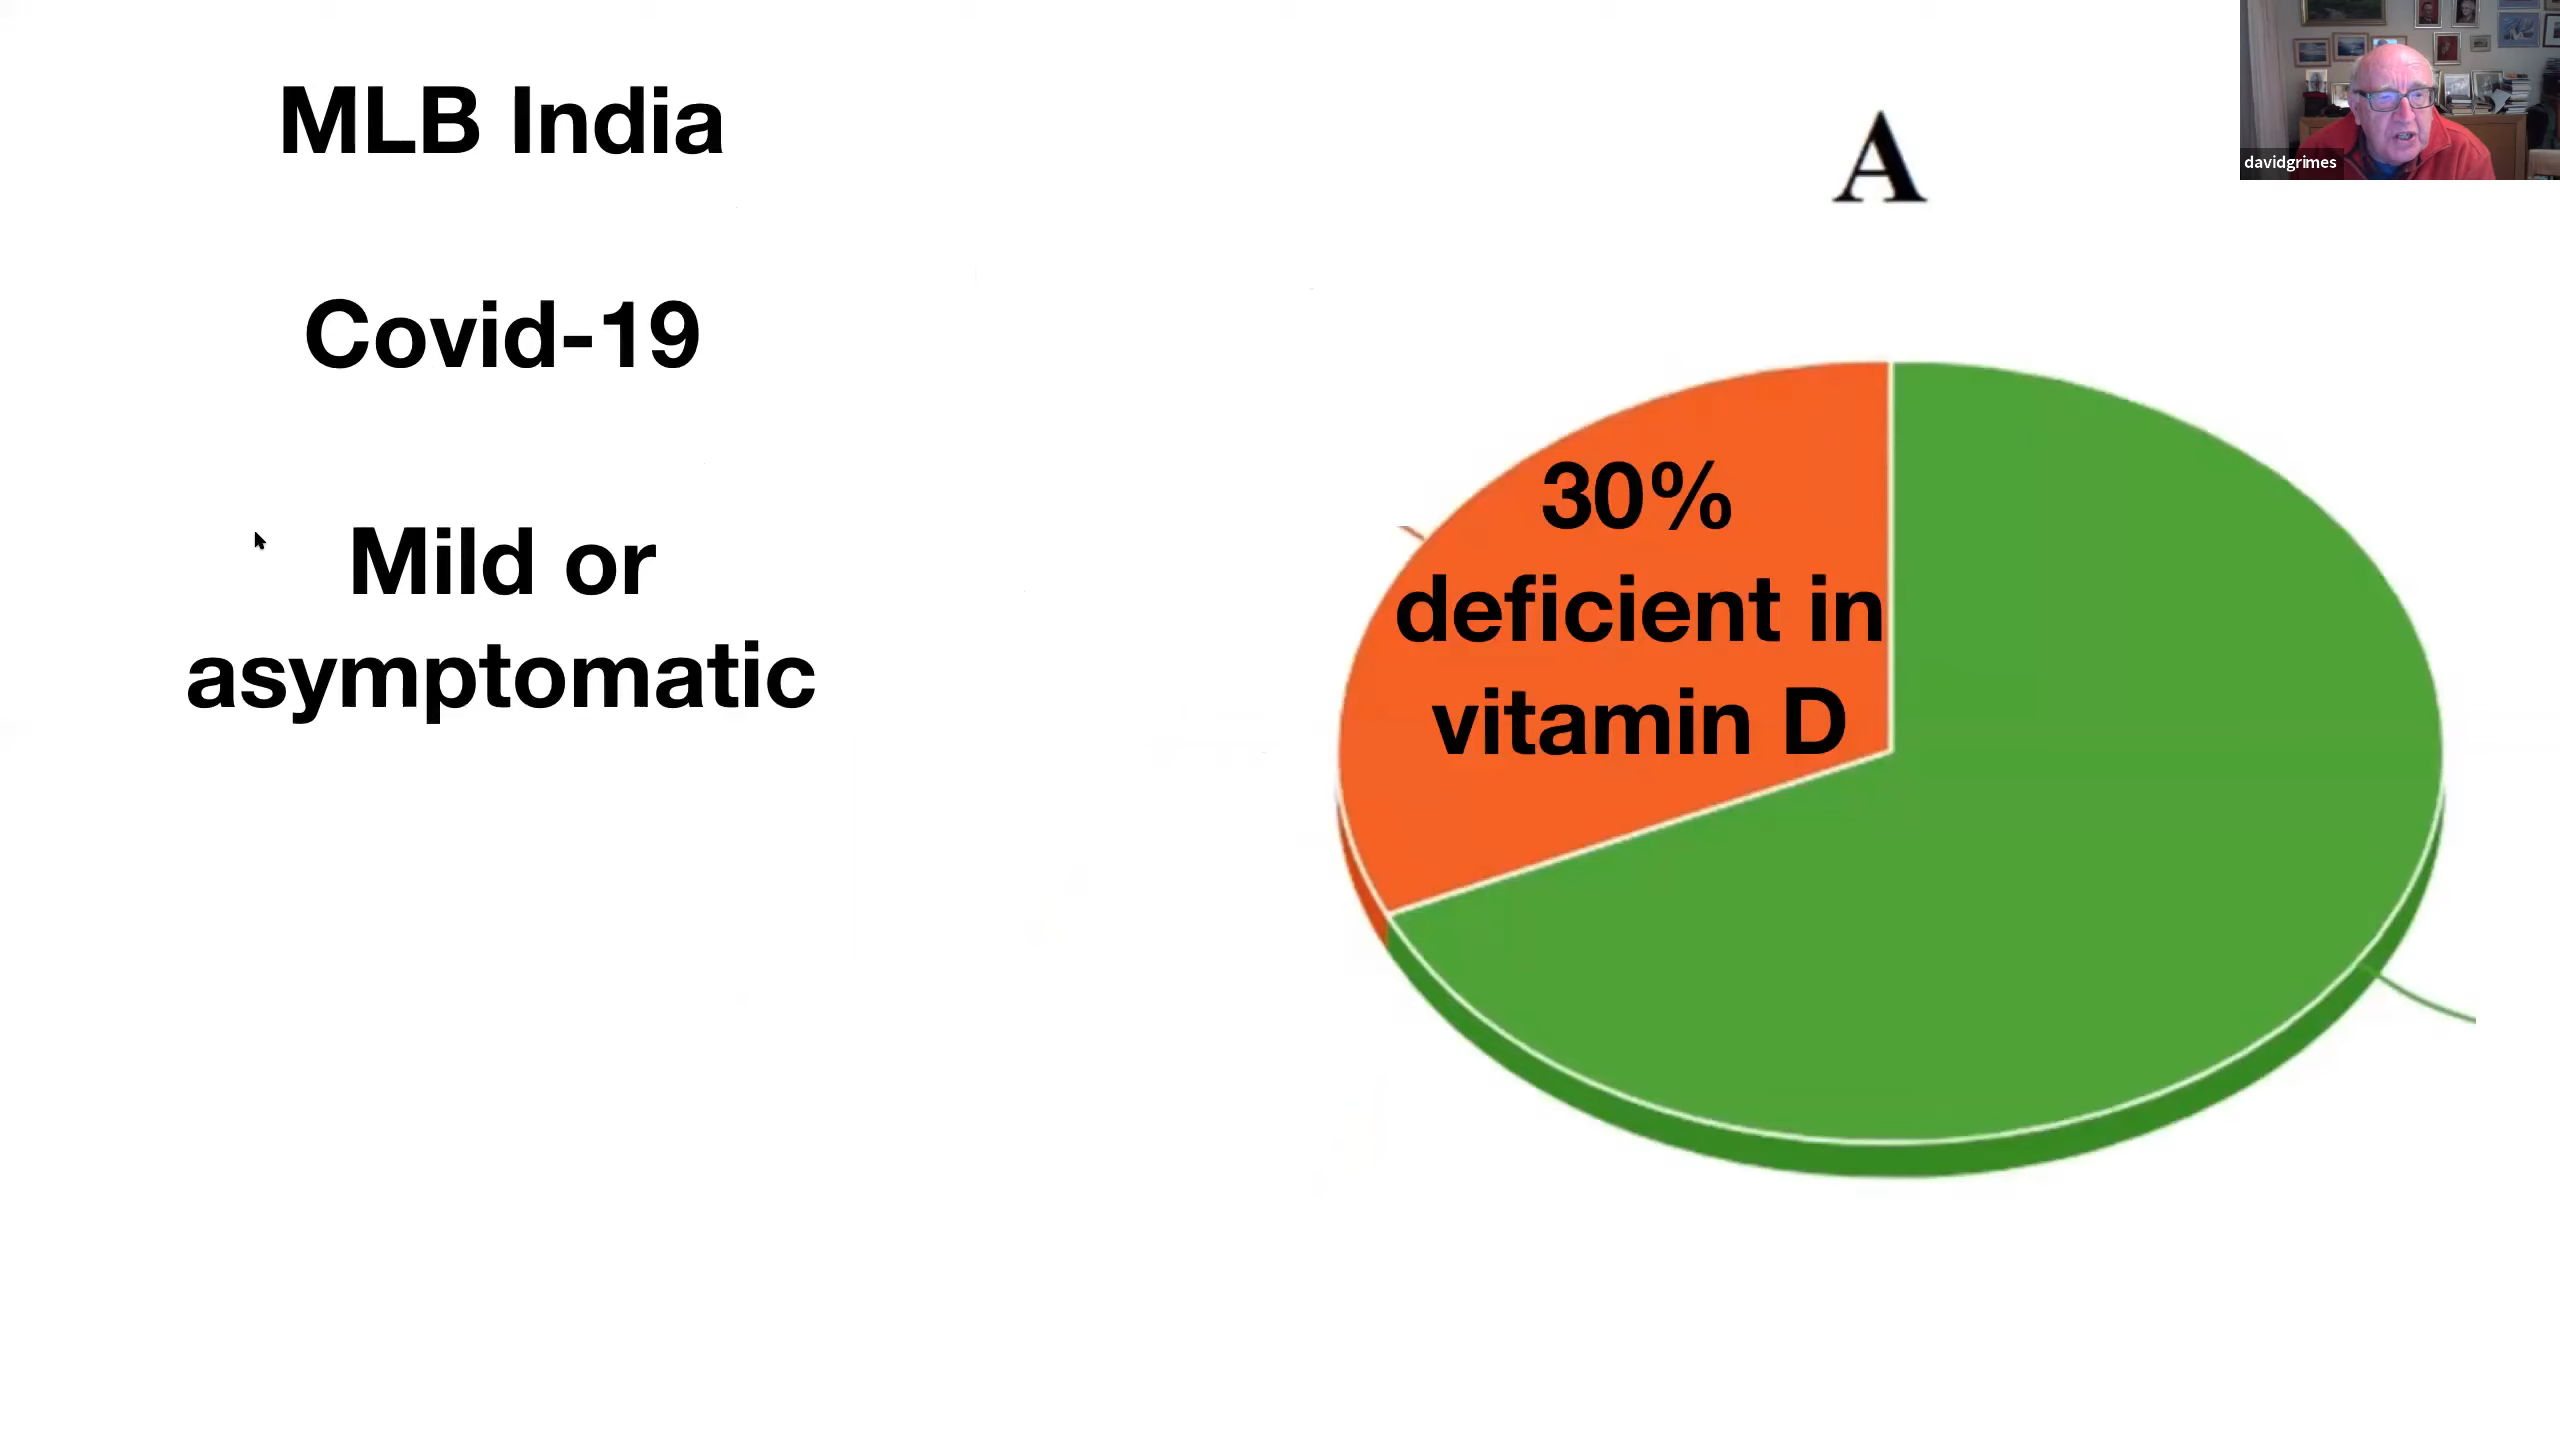 MLB India
Covid-19
Mild or
asymptomatic
A
30%
deficient in
vitamin D
davidgrimes